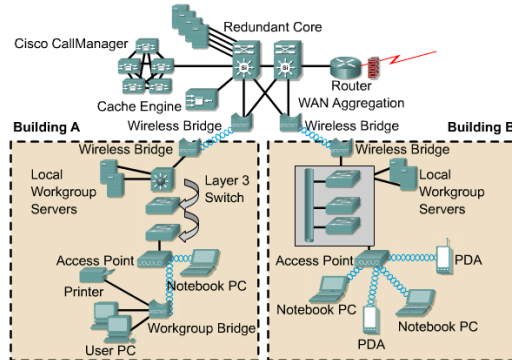 Redundant Core
Cisco CallManager
Si
Si
Router
Cache Engine
WAN Aggregation
Wireless Bridge
Wireless Bridge
Building A
Building B
Wireless Bridge
Wireless Bridge
Local
Workgroup
Servers
Layer 3
Switch
Local
Workgroup
Servers
Access Point
Notebook PC
Printer
Workgroup Bridge
User PC
Access Point
PDA
Notebook PC
Notebook PC
PDA